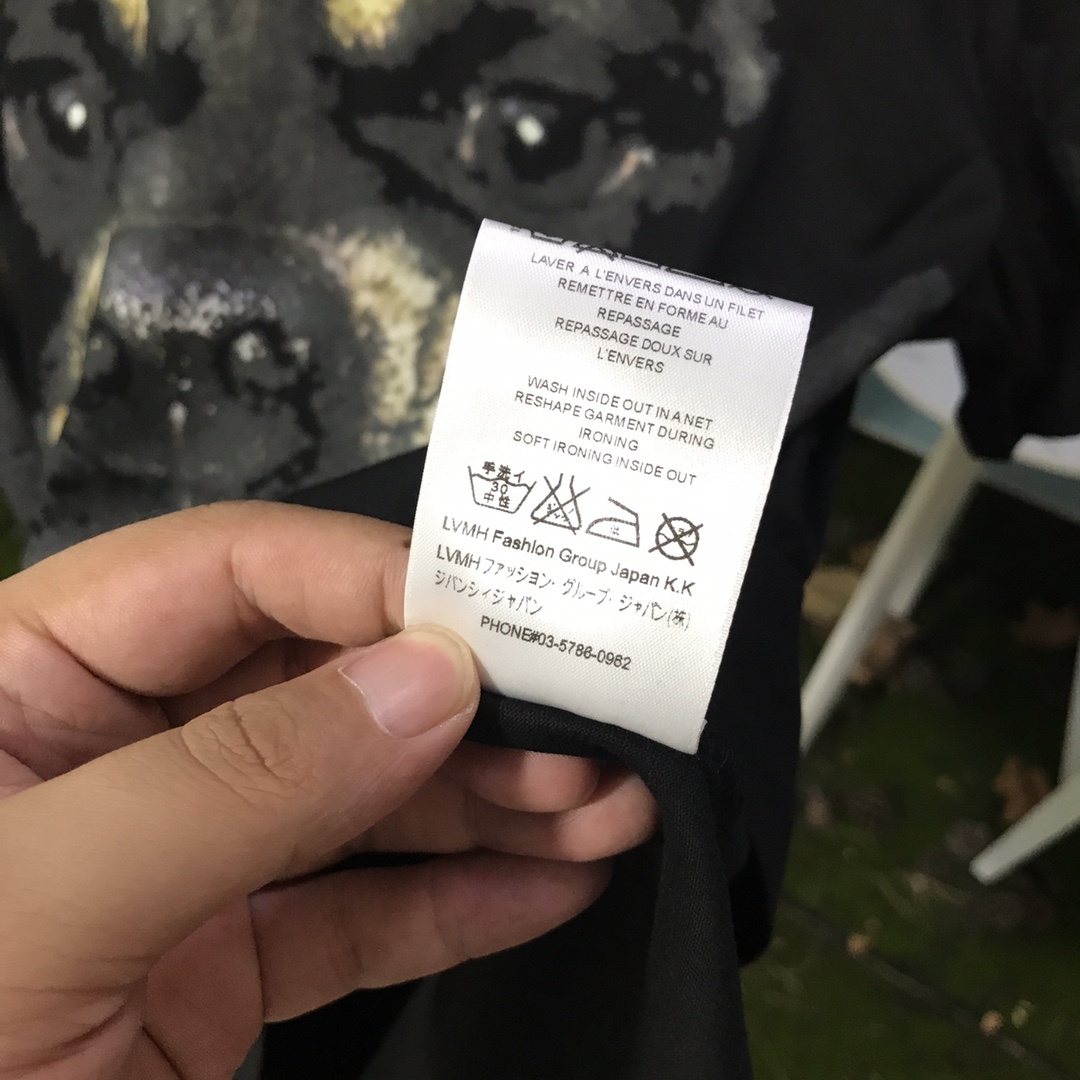 LAVER A L'ENVERS DANS UN FILET
REMETTRE EN FORME AU
REPASSAGE
REPASSAGE DOUX SUR
L'ENVERS
WASH INSIDE OUT IN A NET
RESHAPE GARMENT DURING
IRONING
SOFT IRONING INSIDE OUT
手洗イ
30
中性
LVMH Fashion Group Japan K.K
LVMH ファッション・グループ・ジャパン(株)
ジバンシィジャパン
PHONE#03-5786-0962